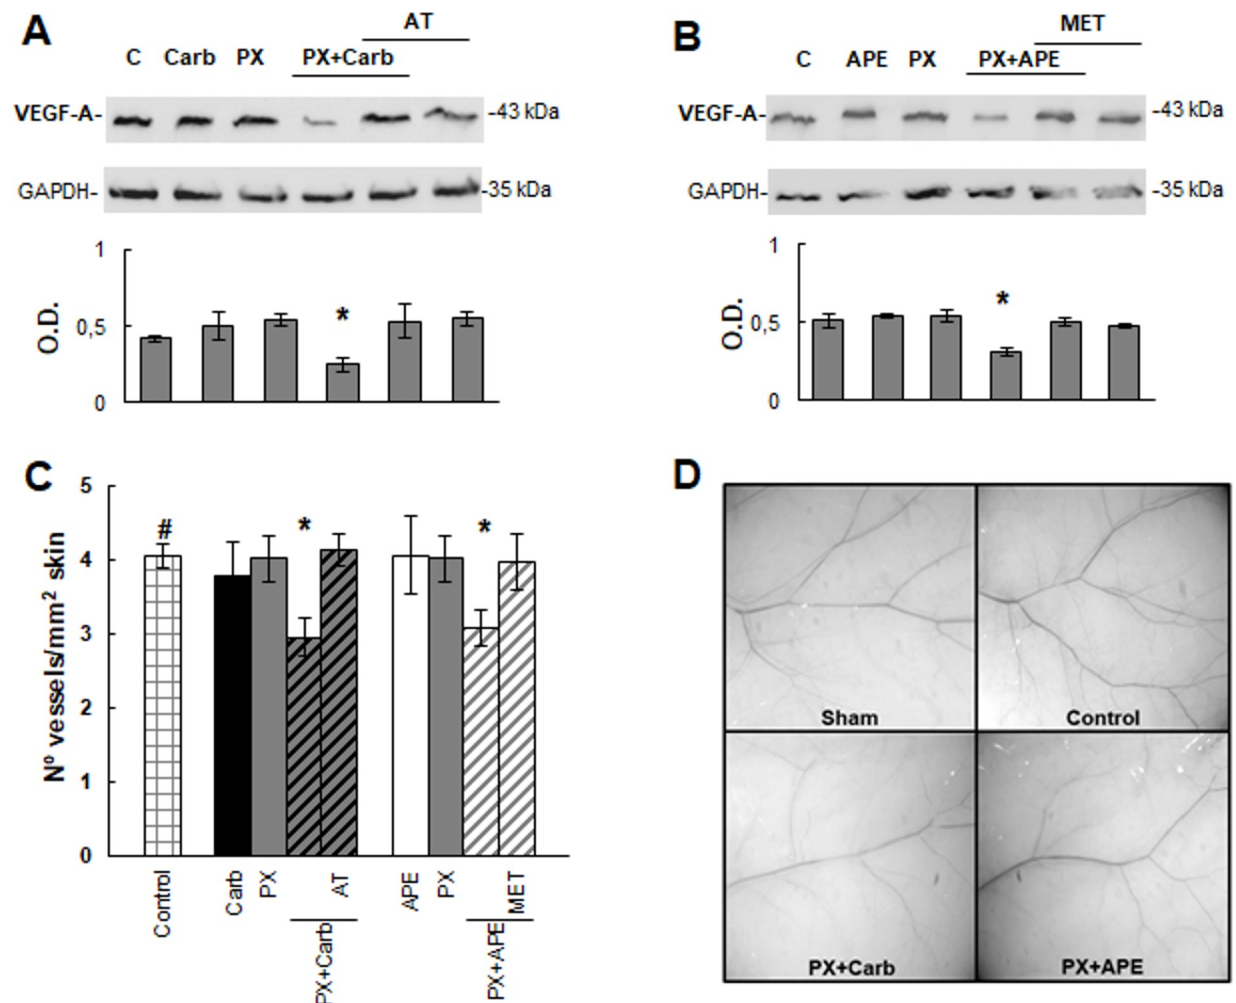 A
AT
C Carb PX PX+Carb
VEGF-A- -43 kDa
GAPDH- -35 kDa
1
0,5
0
O.D.
*
B
MET
C APE PX PX+APE
VEGF-A- -43 kDa
GAPDH- -35 kDa
1
0,5
0
O.D.
*
C
Nº vessels/mm² skin
5
4
3
2
1
0
#
*
*
Control
Carb
PX
AT
PX+Carb
APE
PX
MET
PX+APE
D
Sham
Control
PX+Carb
PX+APE